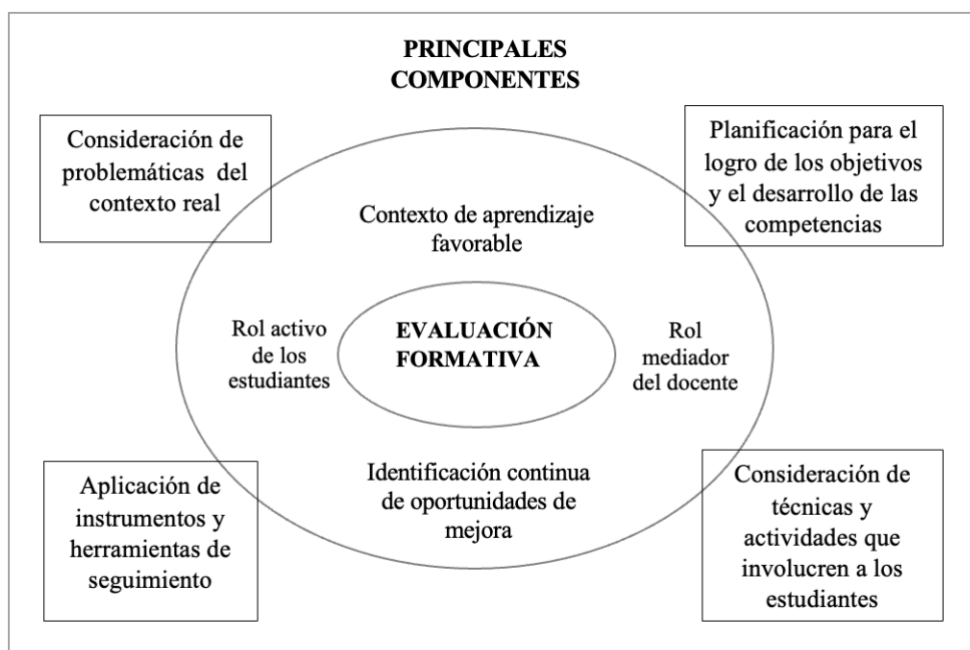 PRINCIPALES
COMPONENTES
Consideración de
problemáticas del
contexto real
Planificación para el
logro de los objetivos
y el desarrollo de las
competencias
Contexto de aprendizaje
favorable
Rol activo
de los
estudiantes
EVALUACIÓN
FORMATIVA
Rol
mediador
del docente
Identificación continua
de oportunidades de
mejora
Aplicación de
instrumentos y
herramientas de
seguimiento
Consideración de
técnicas y
actividades que
involucren a los
estudiantes